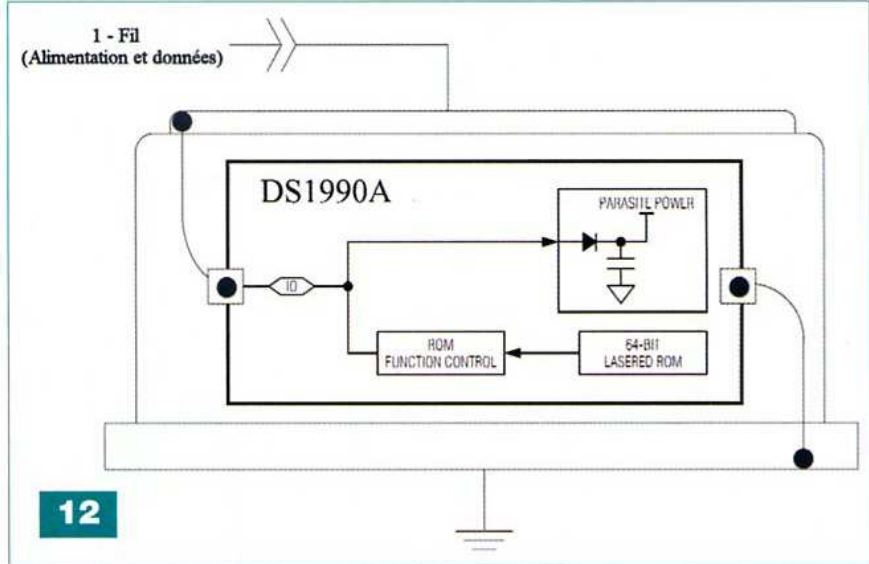 1 - Fil
(Alimentation et données)
DS1990A
PARASITE POWER
IO
ROM
FUNCTION CONTROL
64-BIT
LASERED ROM
12